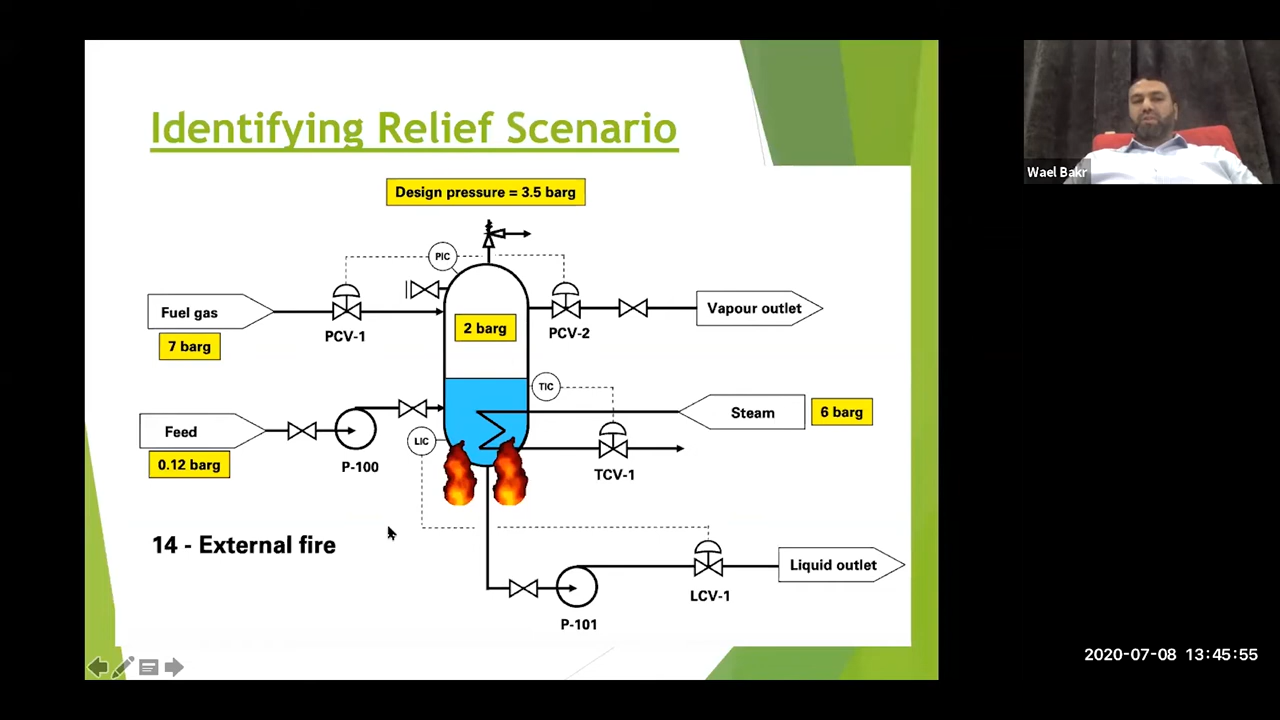 Identifying Relief Scenario
Wael Bakr
Design pressure = 3.5 barg
PIC
Fuel gas
7 barg
PCV-1
2 barg
PCV-2
Vapour outlet
TIC
Feed
0.12 barg
P-100
LIC
Steam
6 barg
TCV-1
14 - External fire
LCV-1
Liquid outlet
P-101
2020-07-08 13:45:55